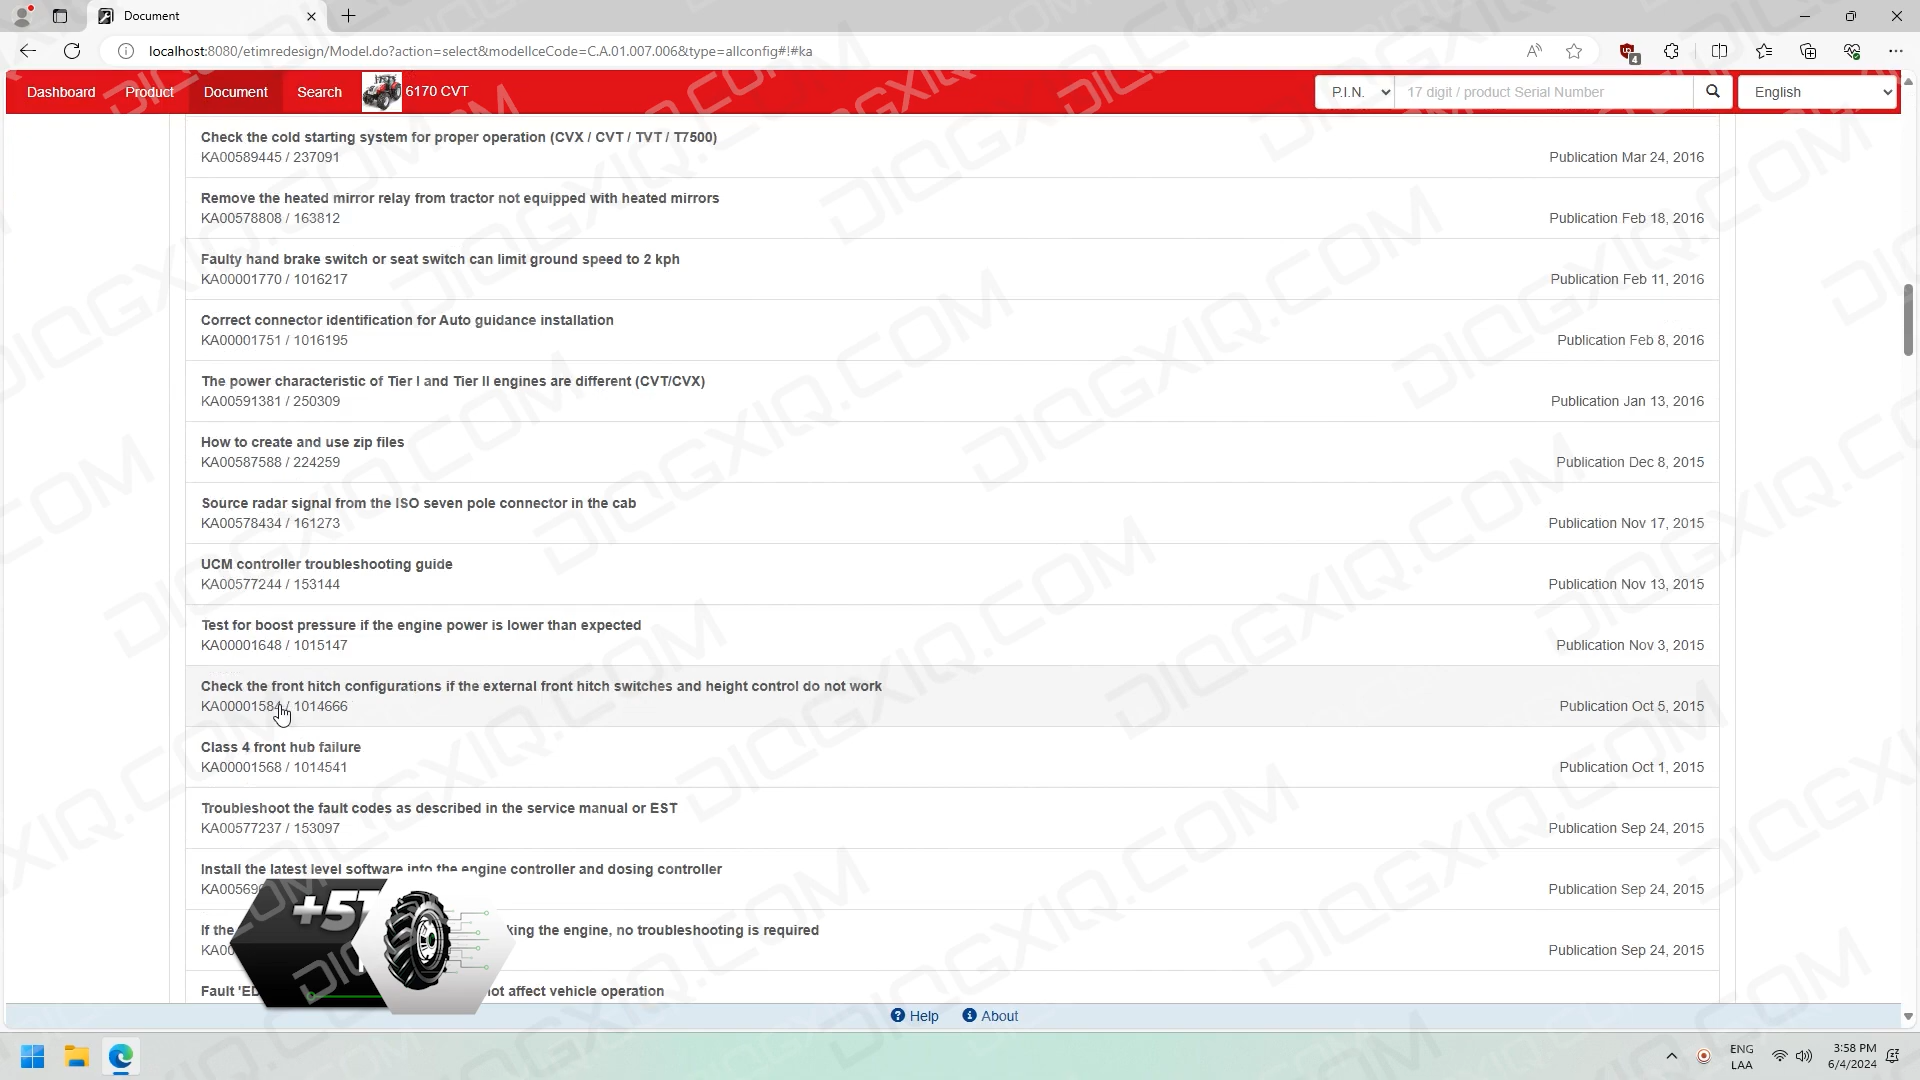 Document
localhost:8080/etimredesign/Model.do?action=select&modelIceCode=C.A.01.007.006&type=allconfig#!#ka
4
Dashboard Product Document Search 6170 CVT P.I.N. 17 digit / product Serial Number English
Check the cold starting system for proper operation (CVX / CVT / TVT / T7500)
KA00589445 / 237091 Publication Mar 24, 2016
Remove the heated mirror relay from tractor not equipped with heated mirrors
KA00578808 / 163812 Publication Feb 18, 2016
Faulty hand brake switch or seat switch can limit ground speed to 2 kph
KA00001770 / 1016217 Publication Feb 11, 2016
Correct connector identification for Auto guidance installation
KA00001751 / 1016195 Publication Feb 8, 2016
The power characteristic of Tier I and Tier II engines are different (CVT/CVX)
KA00591381 / 250309 Publication Jan 13, 2016
How to create and use zip files
KA00587588 / 224259 Publication Dec 8, 2015
Source radar signal from the ISO seven pole connector in the cab
KA00578434 / 161273 Publication Nov 17, 2015
UCM controller troubleshooting guide
KA00577244 / 153144 Publication Nov 13, 2015
Test for boost pressure if the engine power is lower than expected
KA00001648 / 1015147 Publication Nov 3, 2015
Check the front hitch configurations if the external front hitch switches and height control do not work
KA00001584 / 1014666 Publication Oct 5, 2015
Class 4 front hub failure
KA00001568 / 1014541 Publication Oct 1, 2015
Troubleshoot the fault codes as described in the service manual or EST
KA00577237 / 153097 Publication Sep 24, 2015
Install the latest level software into the engine controller and dosing controller
KA00569 Publication Sep 24, 2015
If the king the engine, no troubleshooting is required
KA00 Publication Sep 24, 2015
Fault 'ED ot affect vehicle operation
+5T
Help About
ENG
LAA
3:58 PM
6/4/2024
DIAGXIQ.COM